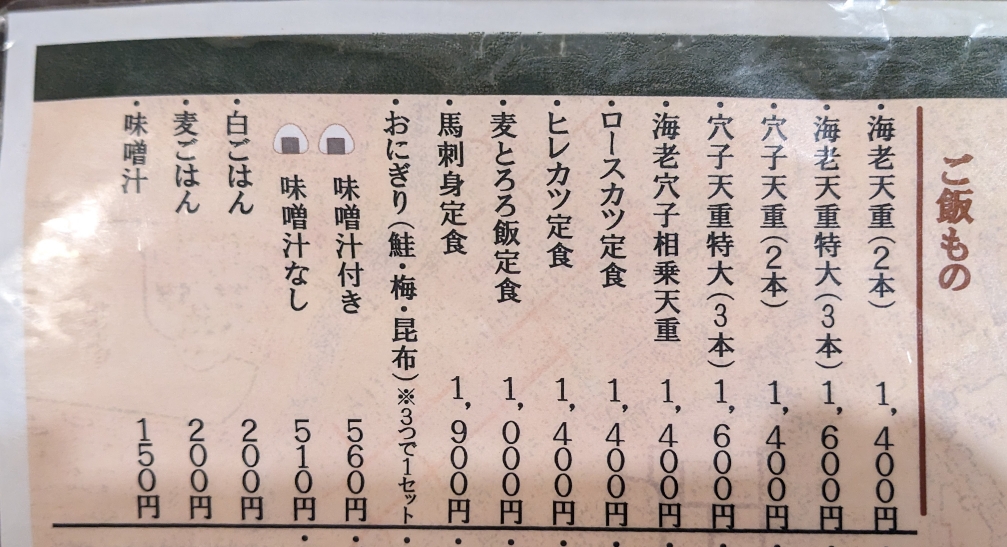 ご飯もの
・海老天重(2本) 1,400円
・海老天重特大(3本) 1,600円
・穴子天重(2本) 1,400円
・穴子天重特大(3本) 1,600円
・海老穴子相乗天重 1,400円
・ロースカツ定食 1,400円
・ヒレカツ定食 1,400円
・麦とろろ飯定食 1,000円
・馬刺身定食 1,900円
・おにぎり(鮭・梅・昆布)※3つで1セット
味噌汁付き 560円
味噌汁なし 510円
・白ごはん 200円
・麦ごはん 200円
・味噌汁 150円